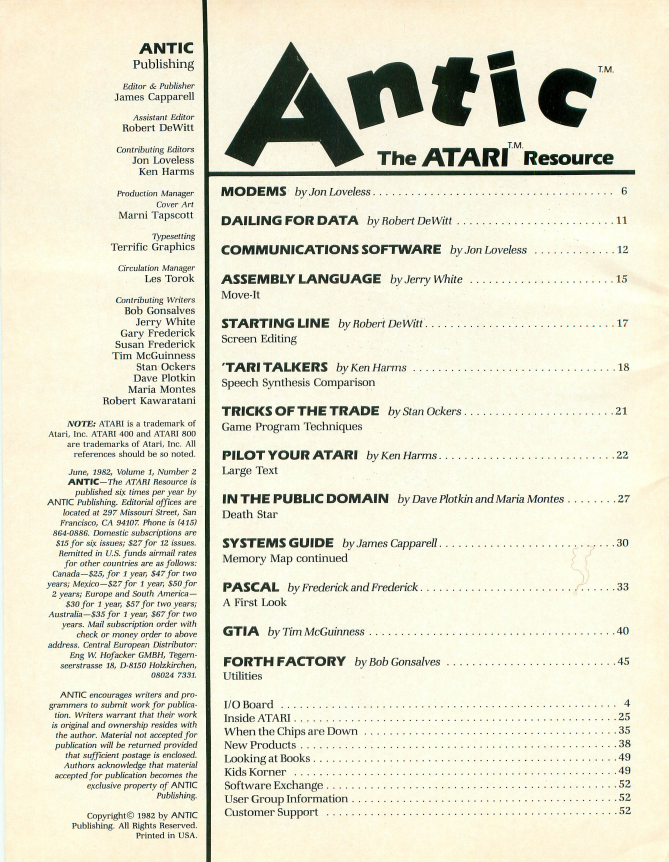 ANTIC
Publishing
Editor & Publisher
James Capparell
Assistant Editor
Robert DeWitt
Contributing Editors
Jon Loveless
Ken Harms
Production Manager
Cover Art
Marni Tapscott
Typesetting
Terrific Graphics
Circulation Manager
Les Torok
Contributing Writers
Bob Gonsalves
Jerry White
Gary Frederick
Susan Frederick
Tim McGuinness
Stan Ockers
Dave Plotkin
Maria Montes
Robert Kawaratani
NOTE: ATARI is a trademark of
Atari, Inc. ATARI 400 and ATARI 800
are trademarks of Atari, Inc. All
references should be so noted.
June, 1982, Volume 1, Number 2
ANTIC—The ATARI Resource is
published six times per year by
ANTIC Publishing. Editorial offices are
located at 297 Missouri Street, San
Francisco, CA 94107. Phone is (415)
864-0886. Domestic subscriptions are
$15 for six issues; $27 for 12 issues.
Remitted in U.S. funds airmail rates
for other countries are as follows:
Canada—$25, for 1 year, $47 for two
years; Mexico—$27 for 1 year, $50 for
2 years; Europe and South America—
$30 for 1 year, $57 for two years;
Australia—$35 for 1 year, $67 for two
years. Mail subscription order with
check or money order to above
address. Central European Distributor:
Eng W. Hofacker GMBH, Tegern-
seerstrasse 18, D-8150 Holzkirchen,
08024 7331.
ANTIC encourages writers and pro-
grammers to submit work for publica-
tion. Writers warrant that their work
is original and ownership resides with
the author. Material not accepted for
publication will be returned provided
that sufficient postage is enclosed.
Authors acknowledge that material
accepted for publication becomes the
exclusive property of ANTIC
Publishing.
Copyright© 1982 by ANTIC
Publishing. All Rights Reserved.
Printed in USA.
Antic T.M.
The ATARI T.M. Resource
MODEMS by Jon Loveless . . . . 6
DAILING FOR DATA by Robert DeWitt . . . . 11
COMMUNICATIONS SOFTWARE by Jon Loveless . . . . 12
ASSEMBLY LANGUAGE by Jerry White . . . . 15
Move-It
STARTING LINE by Robert DeWitt . . . . 17
Screen Editing
'TARI TALKERS by Ken Harms . . . . 18
Speech Synthesis Comparison
TRICKS OF THE TRADE by Stan Ockers . . . . 21
Game Program Techniques
PILOT YOUR ATARI by Ken Harms . . . . 22
Large Text
IN THE PUBLIC DOMAIN by Dave Plotkin and Maria Montes . . . . 27
Death Star
SYSTEMS GUIDE by James Capparell . . . . 30
Memory Map continued
PASCAL by Frederick and Frederick . . . . 33
A First Look
GTIA by Tim McGuinness . . . . 40
FORTH FACTORY by Bob Gonsalves . . . . 45
Utilities
I/O Board . . . . 4
Inside ATARI . . . . 25
When the Chips are Down . . . . 35
New Products . . . . 38
Looking at Books . . . . 49
Kids Korner . . . . 49
Software Exchange . . . . 52
User Group Information . . . . 52
Customer Support . . . . 52